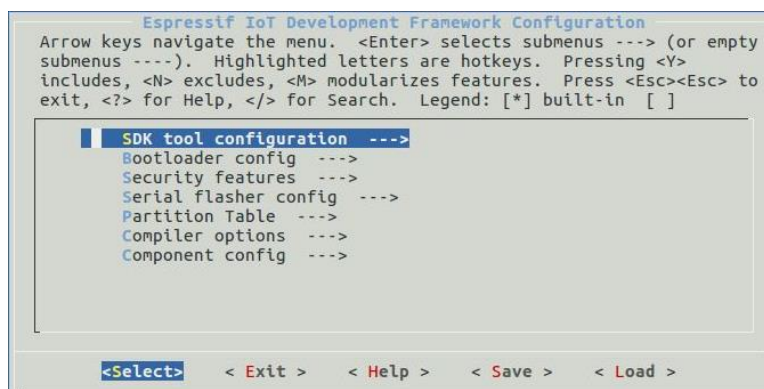 Espressif IoT Development Framework Configuration
Arrow keys navigate the menu.  <Enter> selects submenus ---> (or empty
submenus ----).  Highlighted letters are hotkeys.  Pressing <Y>
includes, <N> excludes, <M> modularizes features.  Press <Esc><Esc> to
exit, <?> for Help, </> for Search.  Legend: [*] built-in  [ ]
SDK tool configuration  --->
Bootloader config  --->
Security features  --->
Serial flasher config  --->
Partition Table  --->
Compiler options  --->
Component config  --->
<Select>    < Exit >    < Help >    < Save >    < Load >